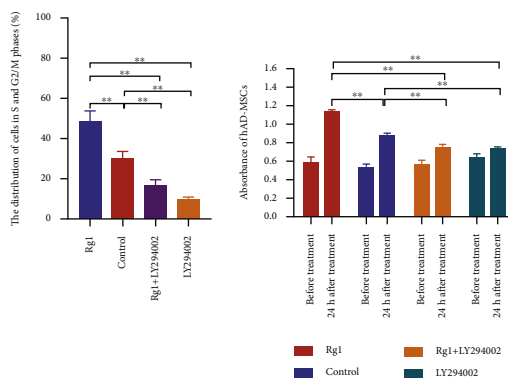 The distribution of cells in S and G2/M phases (%)
100
80
60
40
20
0
**
**
**
**
**
Rg1
Control
Rg1+LY294002
LY294002
Absorbance of hAD-MSCs
1.6
1.4
1.2
1.0
0.8
0.6
0.4
0.2
0.0
**
**
**
**
**
Before treatment
24 h after treatment
Before treatment
24 h after treatment
Before treatment
24 h after treatment
Before treatment
24 h after treatment
Rg1
Rg1+LY294002
Control
LY294002